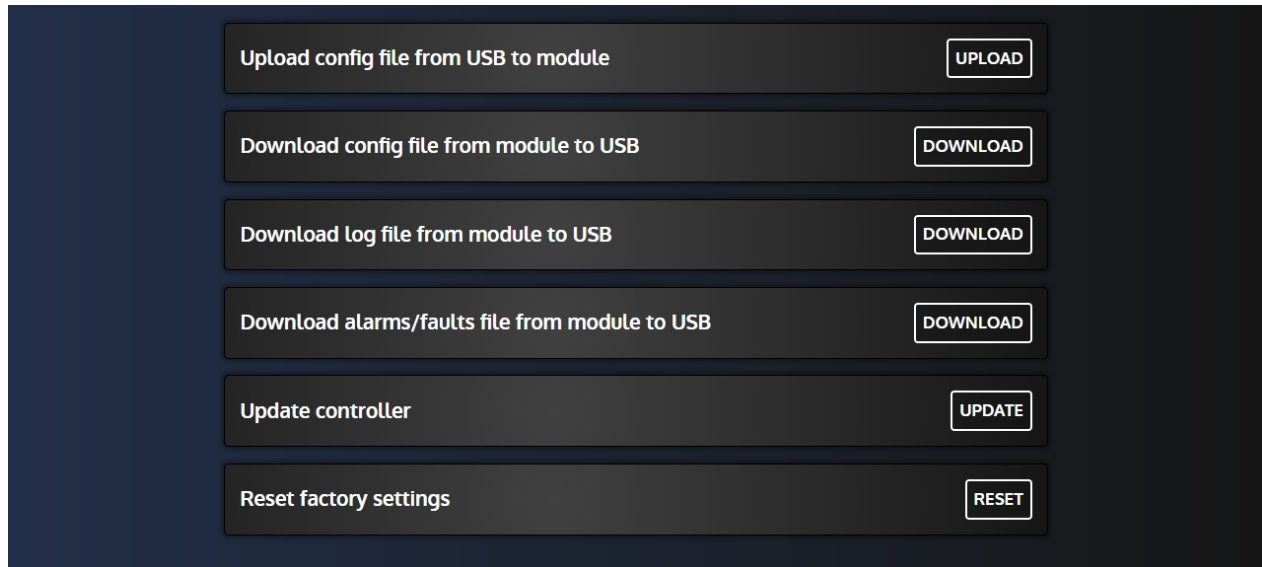 Upload config file from USB to module UPLOAD
Download config file from module to USB DOWNLOAD
Download log file from module to USB DOWNLOAD
Download alarms/faults file from module to USB DOWNLOAD
Update controller UPDATE
Reset factory settings RESET